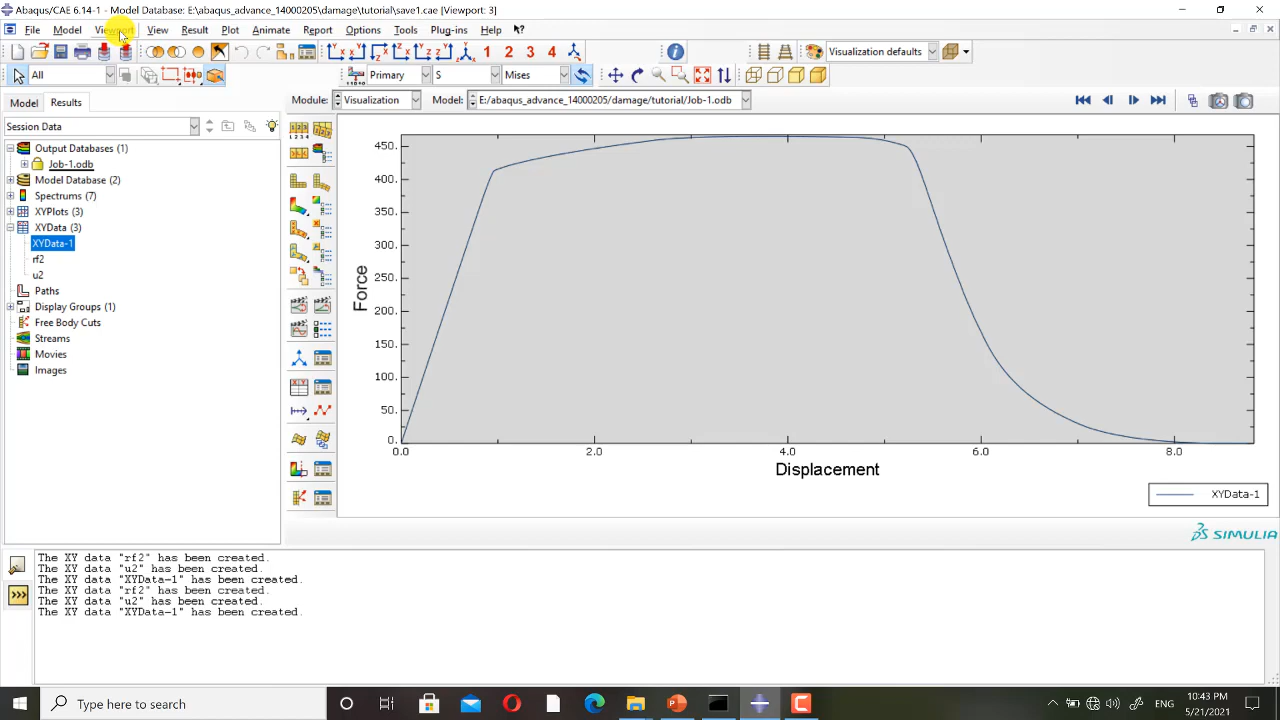 Abaqus/CAE 6.14-1 - Model Database: E:\abaqus_advance_14000205\damage\tutorial\save1.cae [Viewport: 3]
File Model Viewport View Result Plot Animate Report Options Tools Plug-ins Help
1 2 3 Visualization defaults
All Primary S Mises
Model Results Module: Visualization Model: E:/abaqus_advance_14000205/damage/tutorial/Job-1.odb
Session Data
Output Databases (1)
Job-1.odb
Model Database (2)
Spectrums (7)
XYPlots (3)
XYData (3)
XYData-1
rf2
u2
Paths
Display Groups (1)
Free Body Cuts
Streams
Movies
Images
450.
400.
350.
300.
250.
200.
150.
100.
50.
0.
Force
0.0 2.0 4.0 6.0 8.0
Displacement
XYData-1
SIMULIA
The XY data "rf2" has been created.
The XY data "u2" has been created.
The XY data "XYData-1" has been created.
The XY data "rf2" has been created.
The XY data "u2" has been created.
The XY data "XYData-1" has been created.
>>>
Type here to search
ENG
10:43 PM
5/21/2021